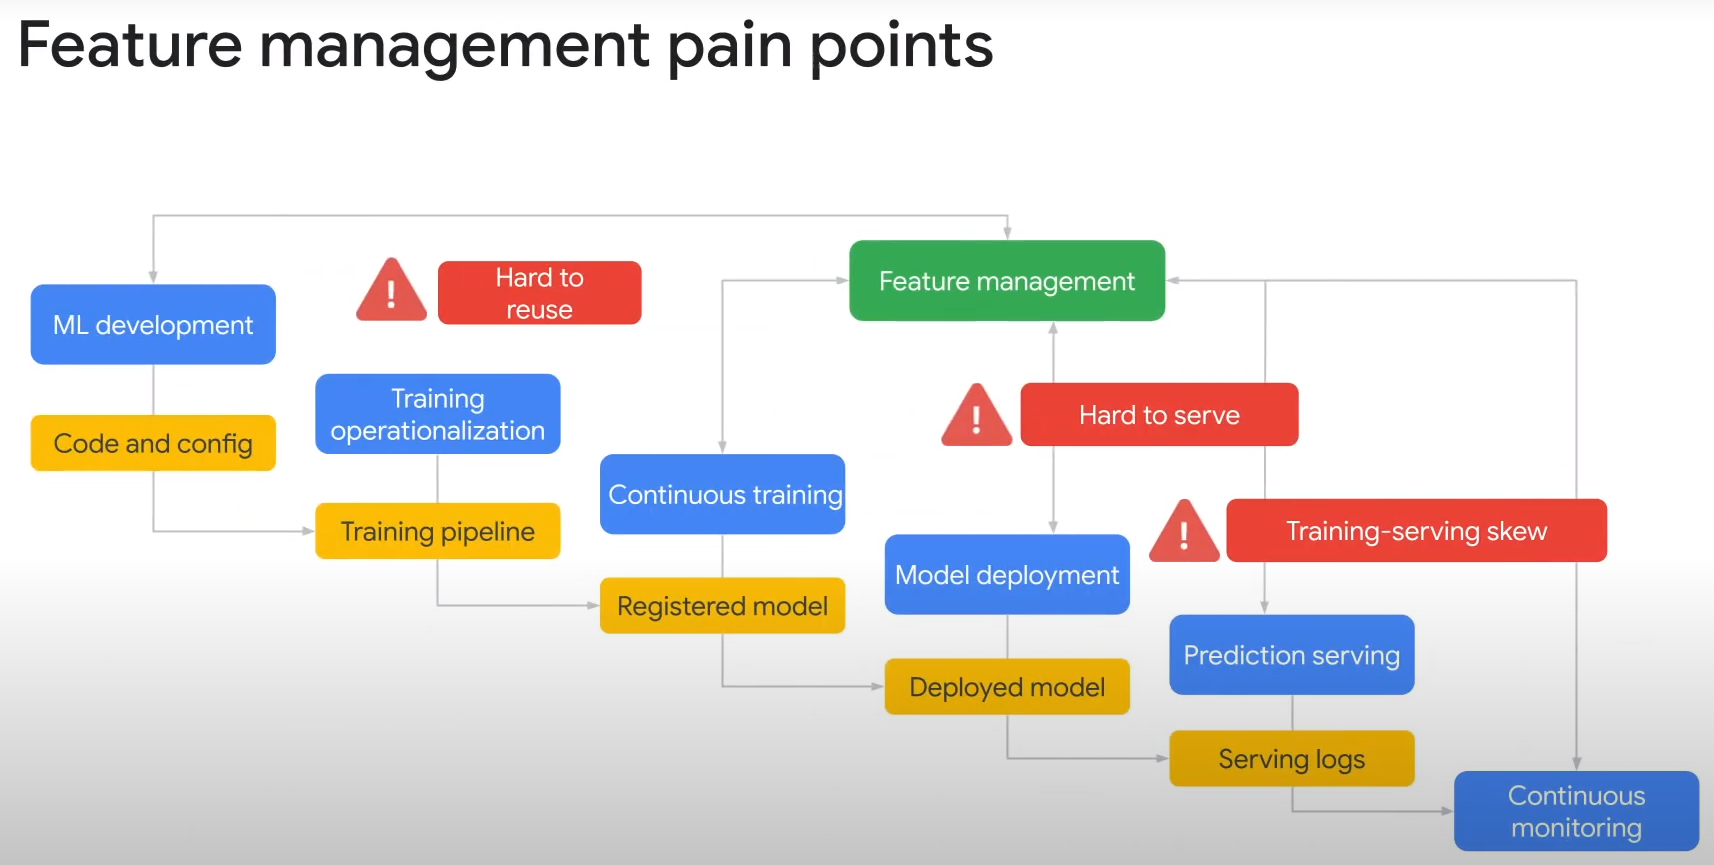 Feature management pain points
Feature management
Hard to
reuse
ML development
Training
operationalization
Hard to serve
Code and config
Continuous training
Training pipeline
Training-serving skew
Model deployment
Registered model
Prediction serving
Deployed model
Serving logs
Continuous
monitoring